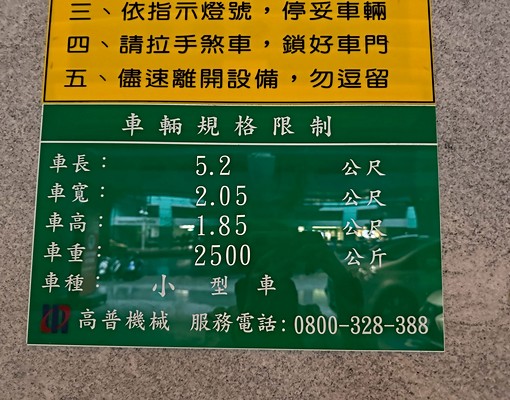 三、依指示燈號，停妥車輛
四、請拉手煞車，鎖好車門
五、儘速離開設備，勿逗留
車輛規格限制
車長： 5.2 公尺
車寬： 2.05 公尺
車高： 1.85 公尺
車重： 2500 公斤
車種： 小型車
高普機械 服務電話：0800-328-388